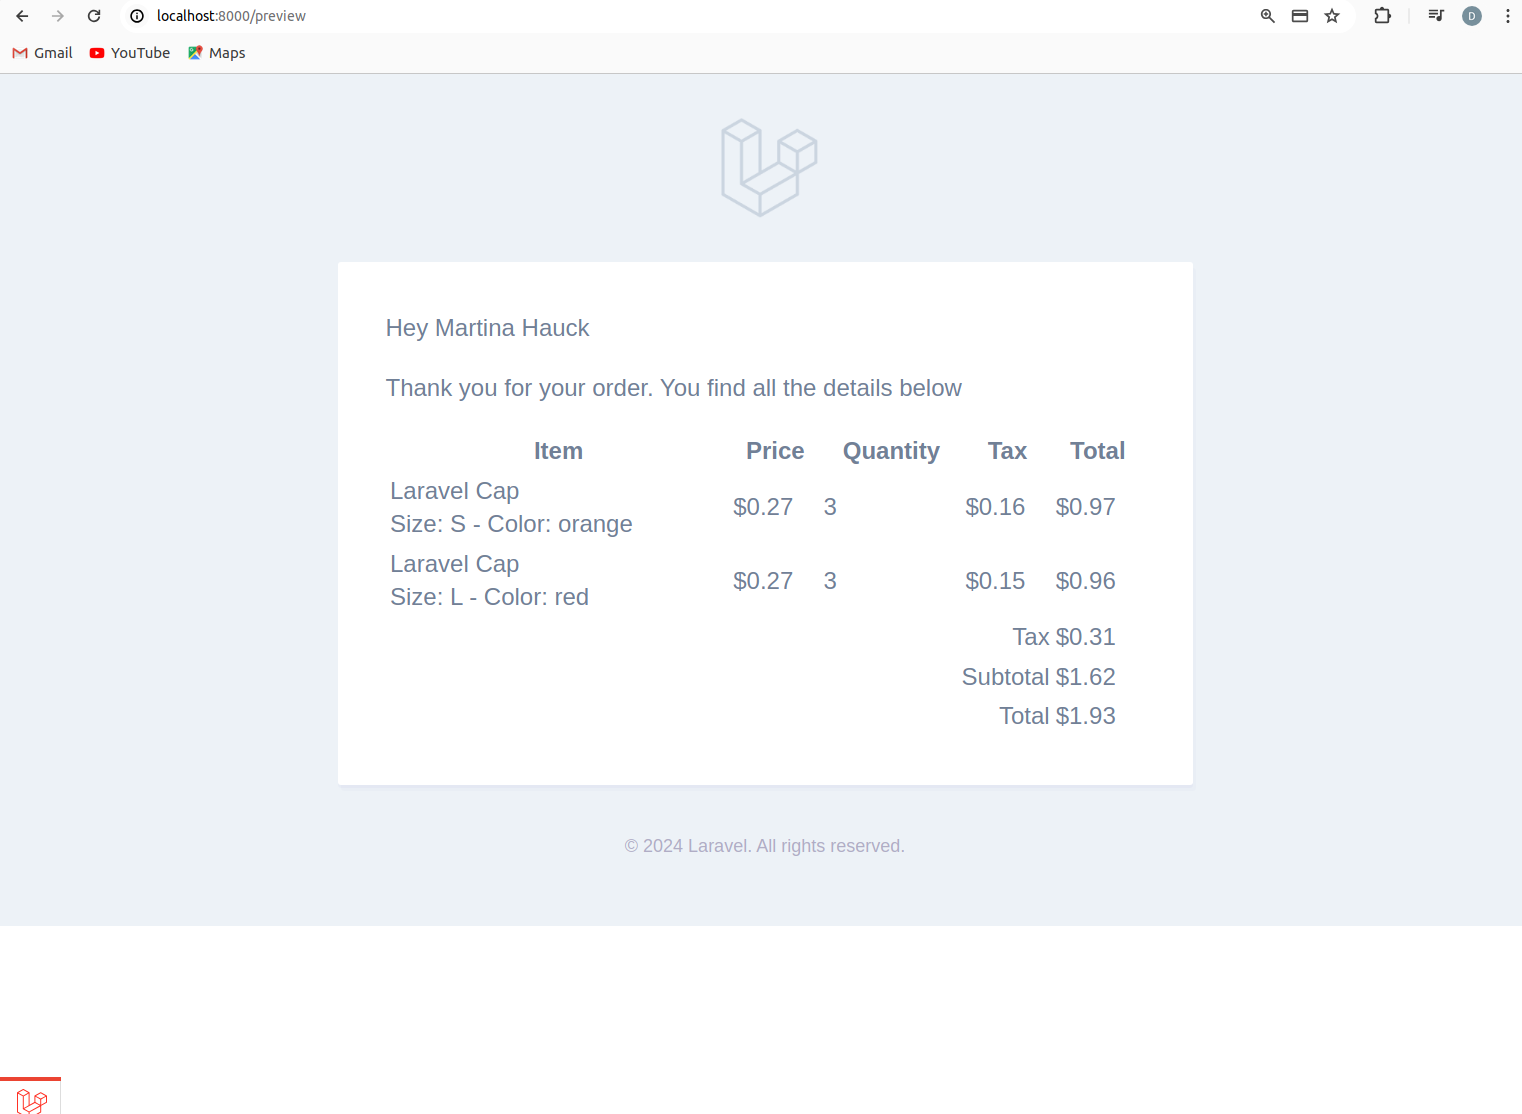 localhost:8000/preview
D
Gmail YouTube Maps
Hey Martina Hauck
Thank you for your order. You find all the details below
Item Price Quantity Tax Total
Laravel Cap
Size: S - Color: orange $0.27 3 $0.16 $0.97
Laravel Cap
Size: L - Color: red $0.27 3 $0.15 $0.96
Tax $0.31
Subtotal $1.62
Total $1.93
© 2024 Laravel. All rights reserved.